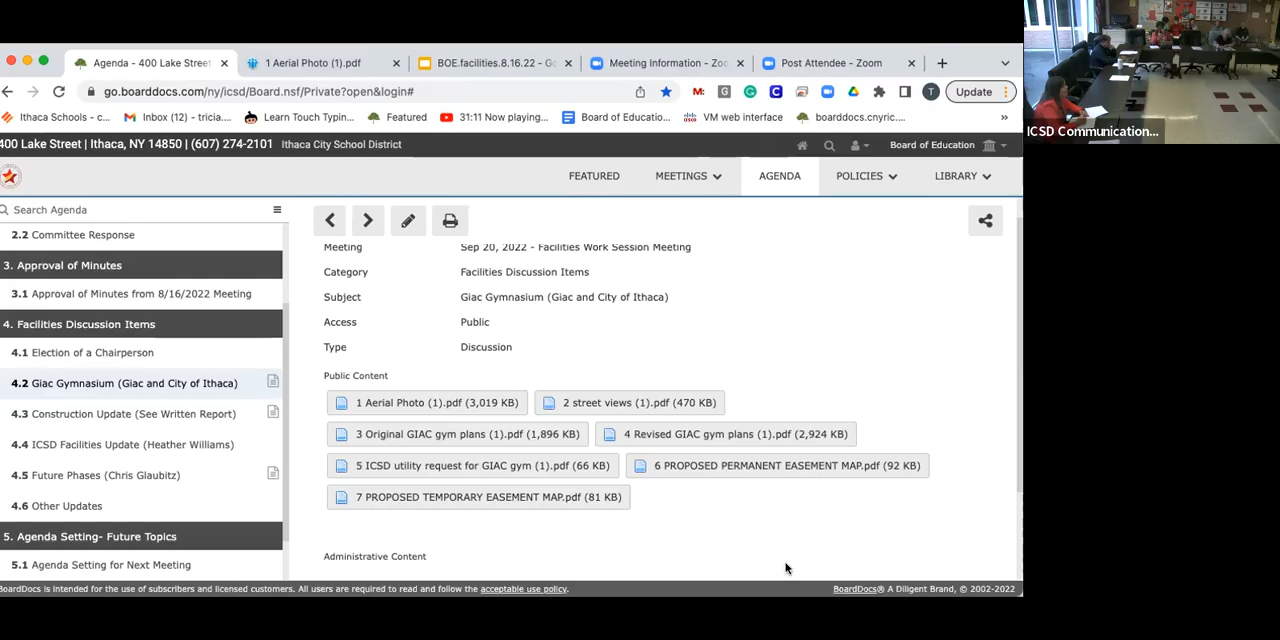 Agenda - 400 Lake Street
1 Aerial Photo (1).pdf
BOE.facilities.8.16.22 - Go
Meeting Information - Zoo
Post Attendee - Zoom
go.boarddocs.com/ny/icsd/Board.nsf/Private?open&login#
T
Update
Ithaca Schools - c...
Inbox (12) - tricia....
Learn Touch Typin...
Featured
31:11 Now playing...
Board of Educatio...
VM web interface
boarddocs.cnyric....
»
ICSD Communication...
400 Lake Street | Ithaca, NY 14850 | (607) 274-2101
Ithaca City School District
Board of Education
FEATURED
MEETINGS
AGENDA
POLICIES
LIBRARY
Search Agenda
2.2 Committee Response
3. Approval of Minutes
3.1 Approval of Minutes from 8/16/2022 Meeting
4. Facilities Discussion Items
4.1 Election of a Chairperson
4.2 Giac Gymnasium (Giac and City of Ithaca)
4.3 Construction Update (See Written Report)
4.4 ICSD Facilities Update (Heather Williams)
4.5 Future Phases (Chris Glaubitz)
4.6 Other Updates
5. Agenda Setting- Future Topics
5.1 Agenda Setting for Next Meeting
Meeting Sep 20, 2022 - Facilities Work Session Meeting
Category Facilities Discussion Items
Subject Giac Gymnasium (Giac and City of Ithaca)
Access Public
Type Discussion
Public Content
1 Aerial Photo (1).pdf (3,019 KB)
2 street views (1).pdf (470 KB)
3 Original GIAC gym plans (1).pdf (1,896 KB)
4 Revised GIAC gym plans (1).pdf (2,924 KB)
5 ICSD utility request for GIAC gym (1).pdf (66 KB)
6 PROPOSED PERMANENT EASEMENT MAP.pdf (92 KB)
7 PROPOSED TEMPORARY EASEMENT MAP.pdf (81 KB)
Administrative Content
BoardDocs is intended for the use of subscribers and licensed customers. All users are required to read and follow the acceptable use policy.
BoardDocs® A Diligent Brand, © 2002-2022